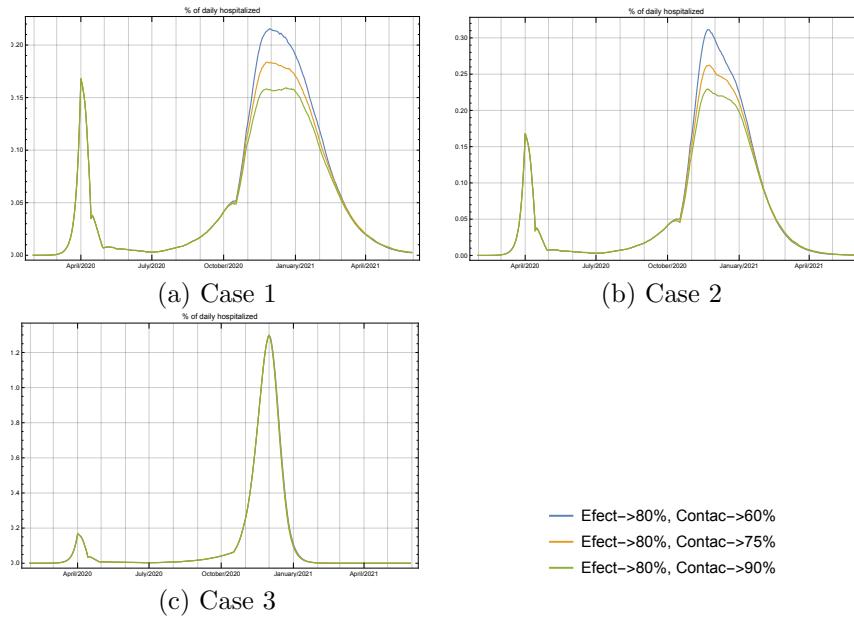 % of daily hospitalized
0.20
0.15
0.10
0.05
0.00
April/2020 July/2020 October/2020 January/2021 April/2021
(a) Case 1
% of daily hospitalized
0.30
0.25
0.20
0.15
0.10
0.05
0.00
April/2020 July/2020 October/2020 January/2021 April/2021
(b) Case 2
% of daily hospitalized
1.2
1.0
0.8
0.6
0.4
0.2
0.0
April/2020 July/2020 October/2020 January/2021 April/2021
(c) Case 3
Efect->80%, Contac->60%
Efect->80%, Contac->75%
Efect->80%, Contac->90%